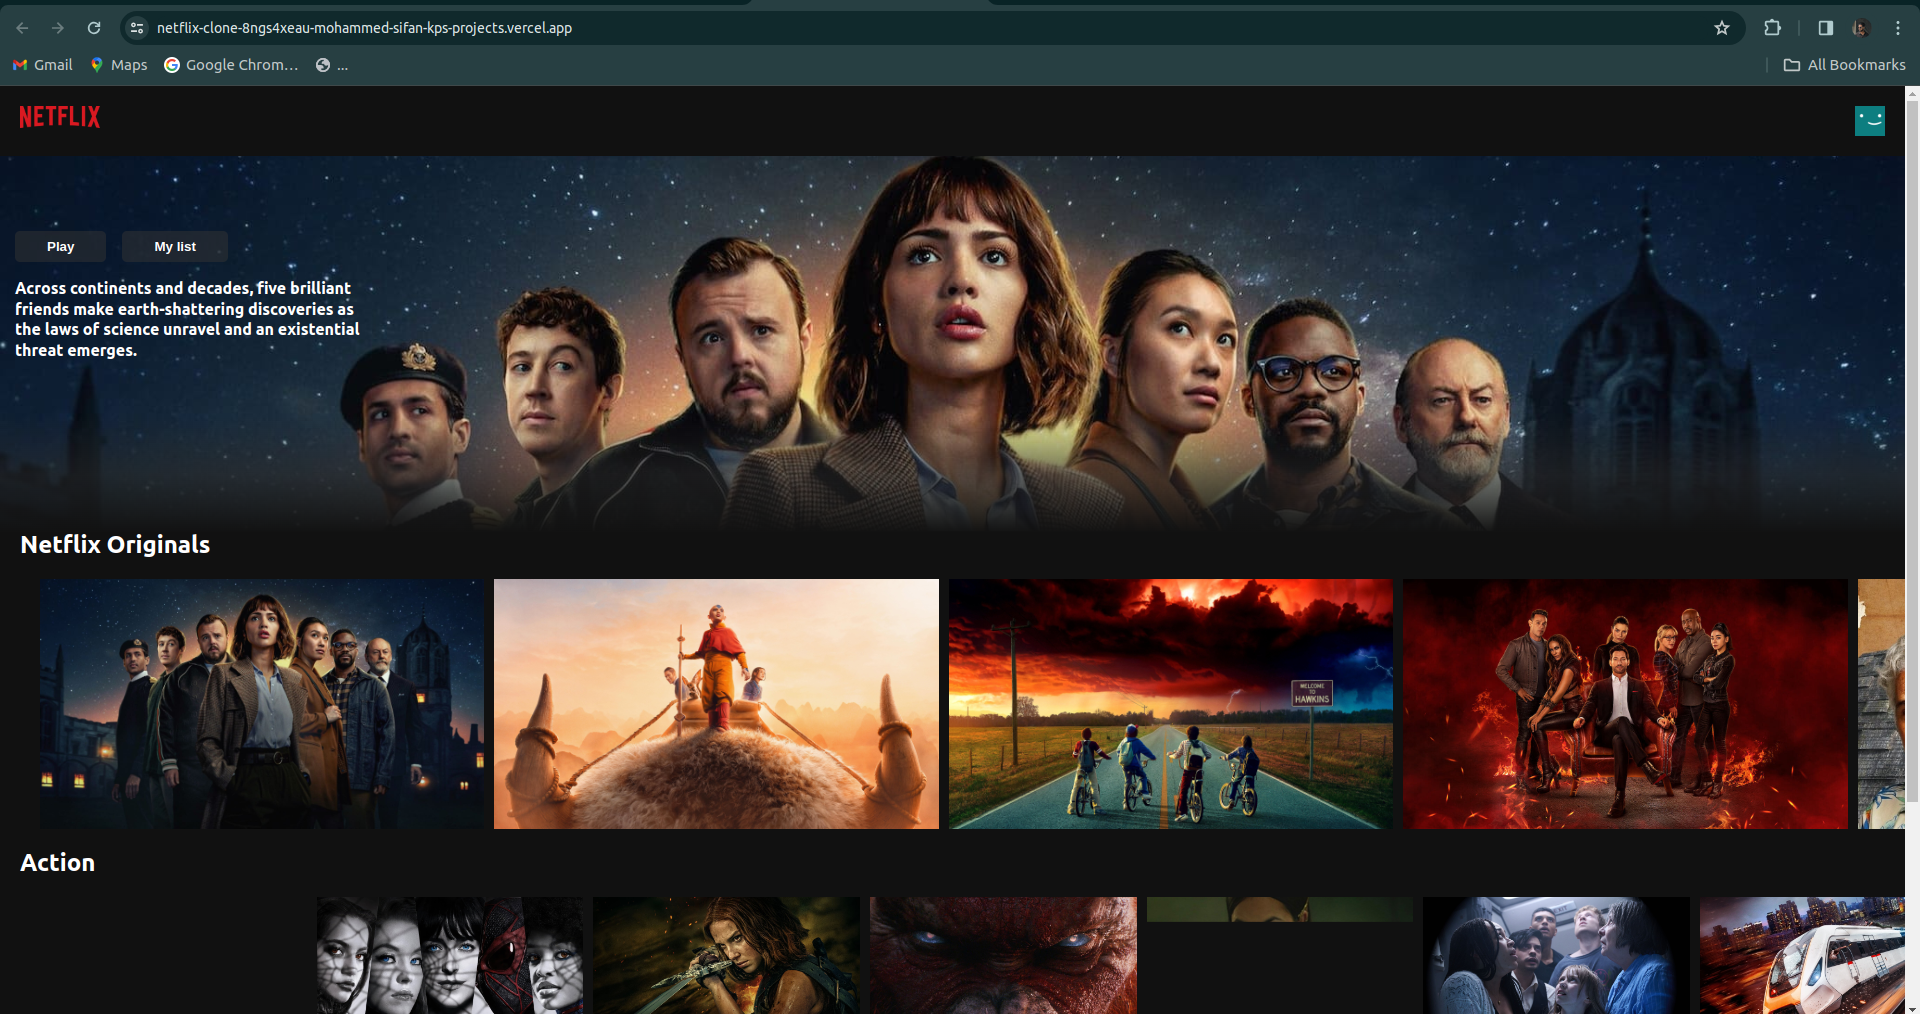 netflix-clone-8ngs4xeau-mohammed-sifan-kps-projects.vercel.app
Gmail
Maps
Google Chrom...
...
All Bookmarks
NETFLIX
Play
My list
Across continents and decades, five brilliant
friends make earth-shattering discoveries as
the laws of science unravel and an existential
threat emerges.
Netflix Originals
WELCOME
TO
HAWKINS
Action